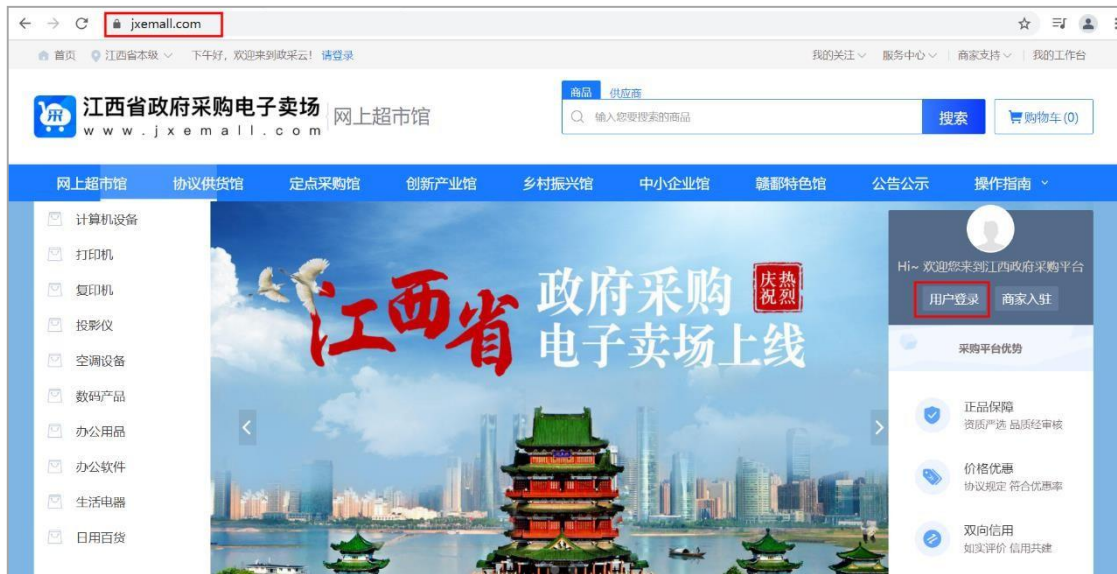 jxemall.com
首页 江西省本级 下午好，欢迎来到政采云！ 请登录 我的关注 服务中心 商家支持 我的工作台
商品 供应商
江西省政府采购电子卖场 网上超市馆
www.jxemall.com
输入您要搜索的商品 搜索 购物车(0)
网上超市馆 协议供货馆 定点采购馆 创新产业馆 乡村振兴馆 中小企业馆 赣鄱特色馆 公告公示 操作指南
计算机设备
打印机
复印机
投影仪
空调设备
数码产品
办公用品
办公软件
生活电器
日用百货
江西省
政府采购
电子卖场上线
热烈
庆祝
Hi~ 欢迎您来到江西政府采购平台
用户登录 商家入驻
采购平台优势
正品保障
资质严选 品质经审核
价格优惠
协议规定 符合优惠率
双向信用
如实评价 信用共建